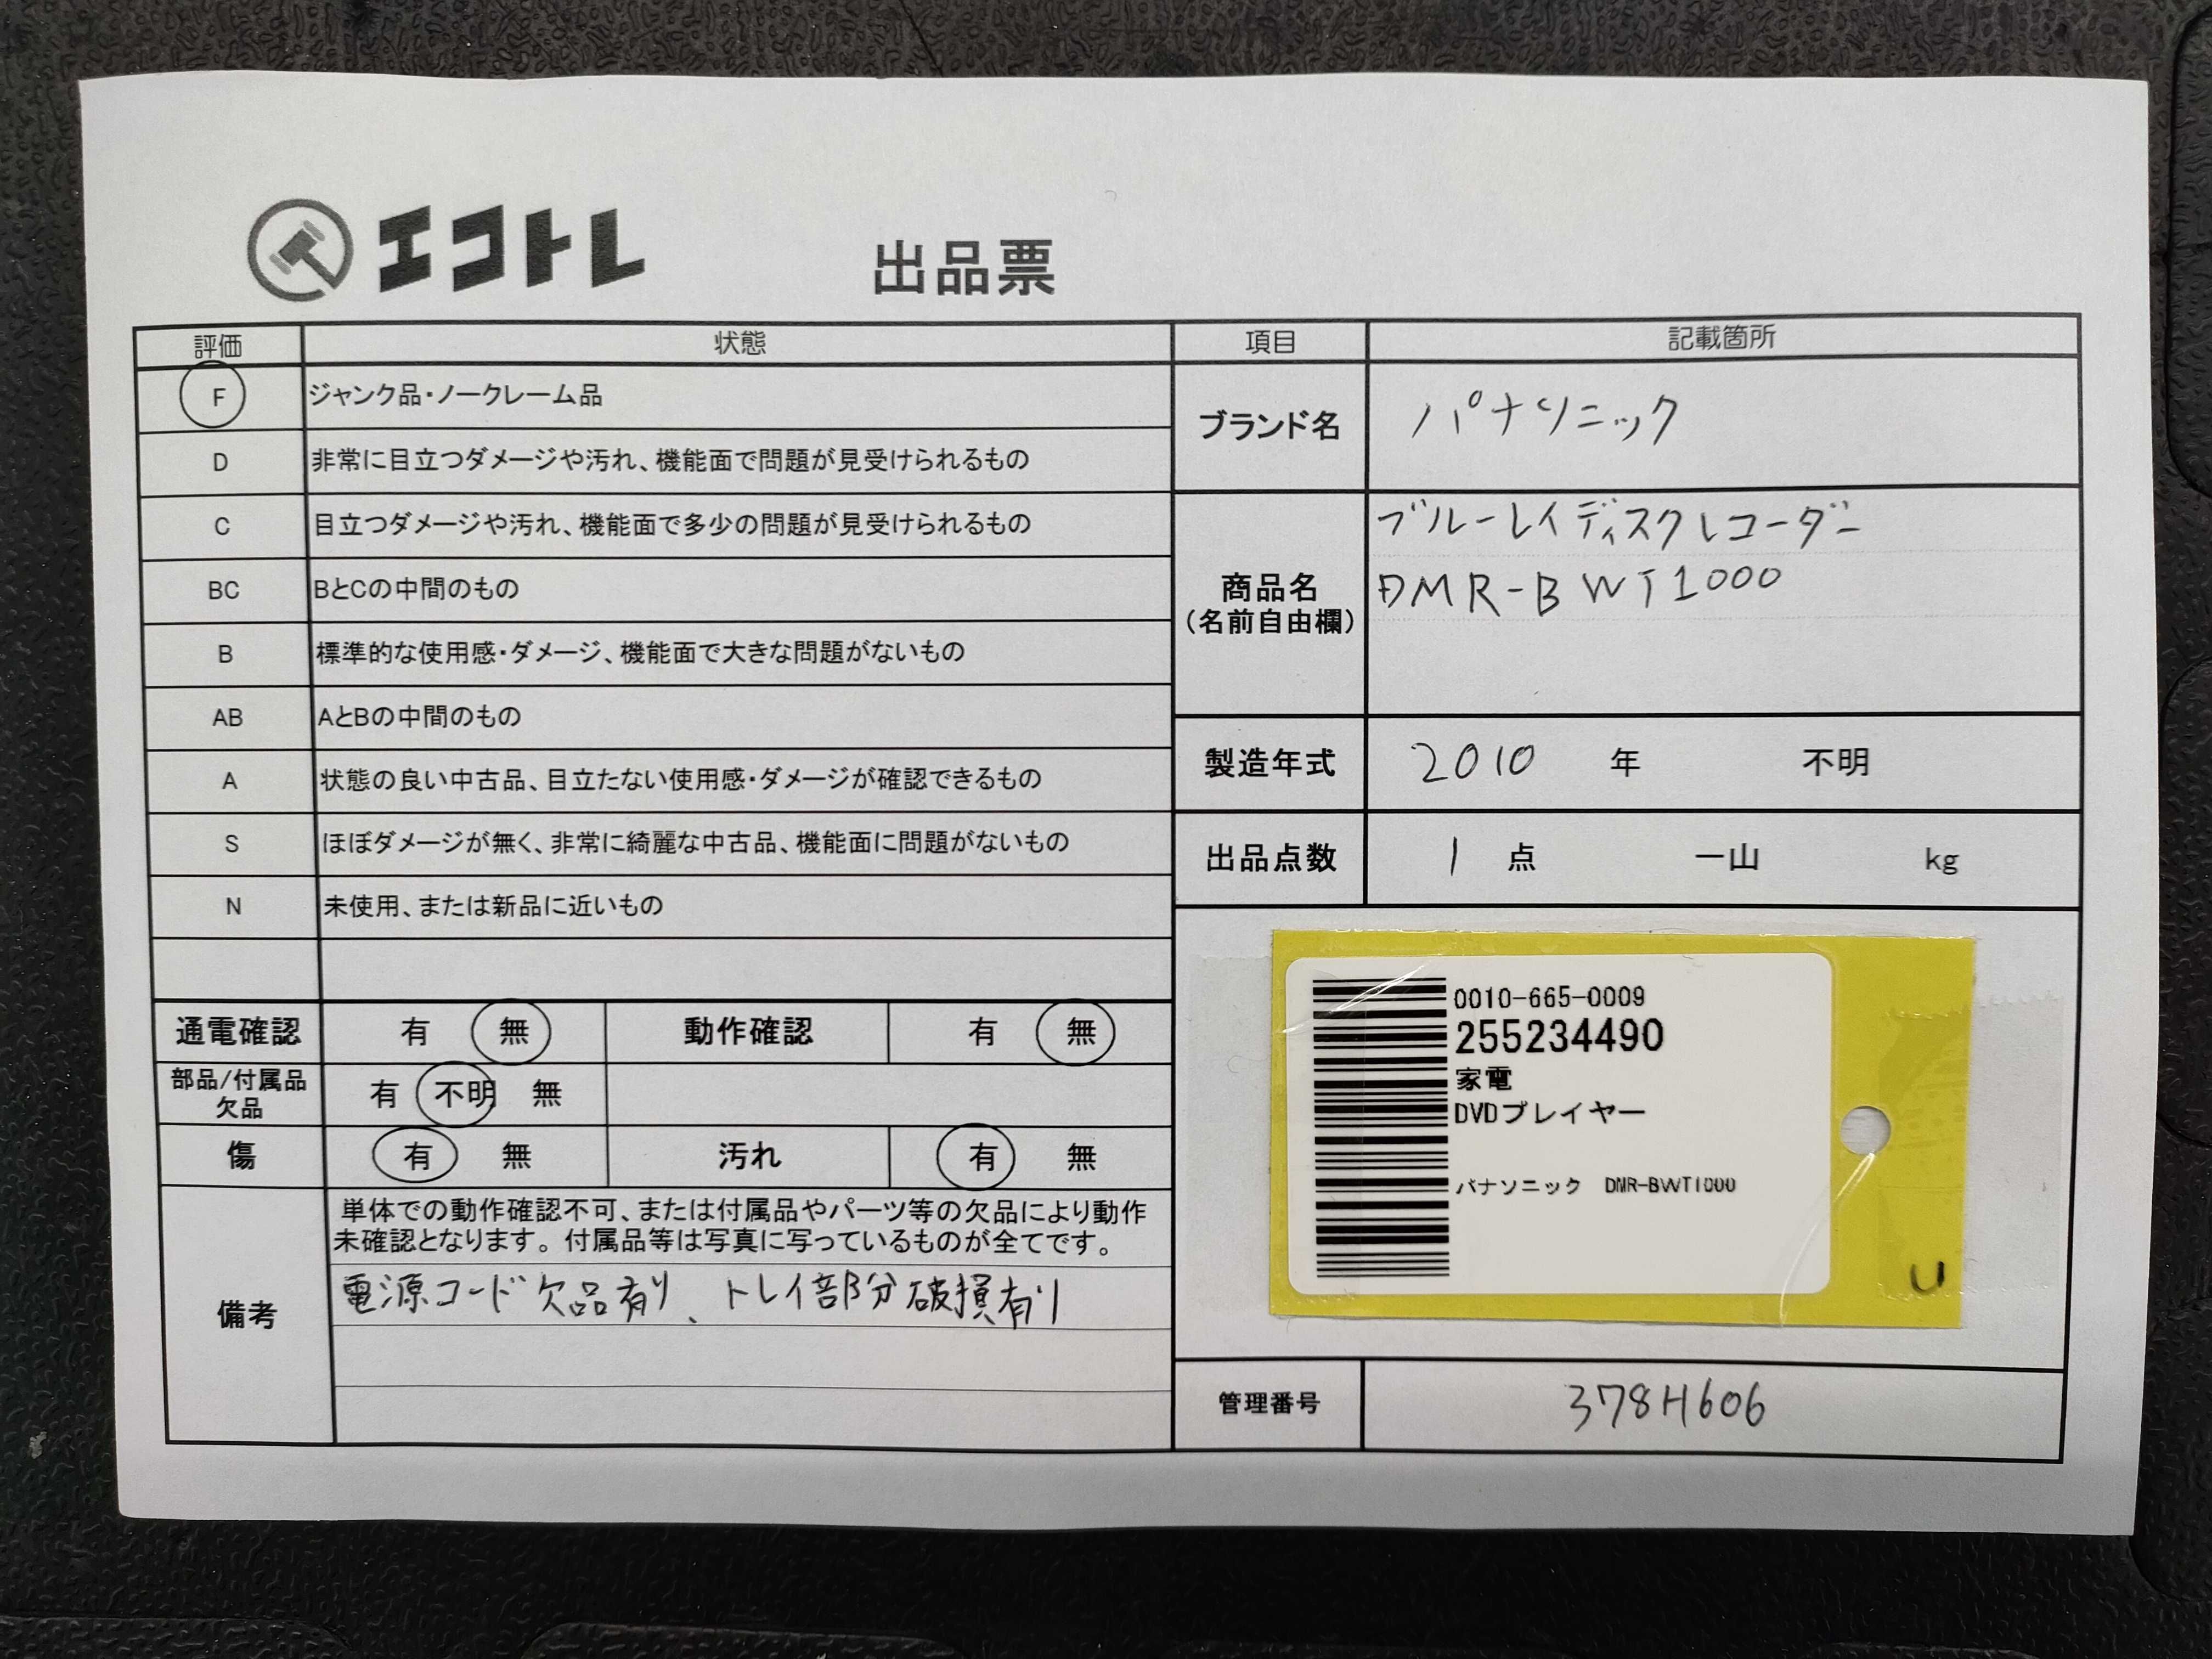 エコトレ
出品票
評価 状態
F ジャンク品・ノークレーム品
D 非常に目立つダメージや汚れ、機能面で問題が見受けられるもの
C 目立つダメージや汚れ、機能面で多少の問題が見受けられるもの
BC BとCの中間のもの
B 標準的な使用感・ダメージ、機能面で大きな問題がないもの
AB AとBの中間のもの
A 状態の良い中古品、目立たない使用感・ダメージが確認できるもの
S ほぼダメージが無く、非常に綺麗な中古品、機能面に問題がないもの
N 未使用、または新品に近いもの
通電確認 有 無 動作確認 有 無
部品/付属品
欠品 有 不明 無
傷 有 無 汚れ 有 無
備考
単体での動作確認不可、または付属品やパーツ等の欠品により動作
未確認となります。付属品等は写真に写っているものが全てです。
電源コード欠品有り、トレイ部分破損有り
項目 記載箇所
ブランド名 パナソニック
商品名
(名前自由欄)
ブルーレイディスクレコーダー
DMR-BWT1000
製造年式 2010 年 不明
出品点数 1 点 一山 kg
0010-665-0009
255234490
家電
DVDプレイヤー
パナソニック DMR-BWT1000
U
管理番号 378H606